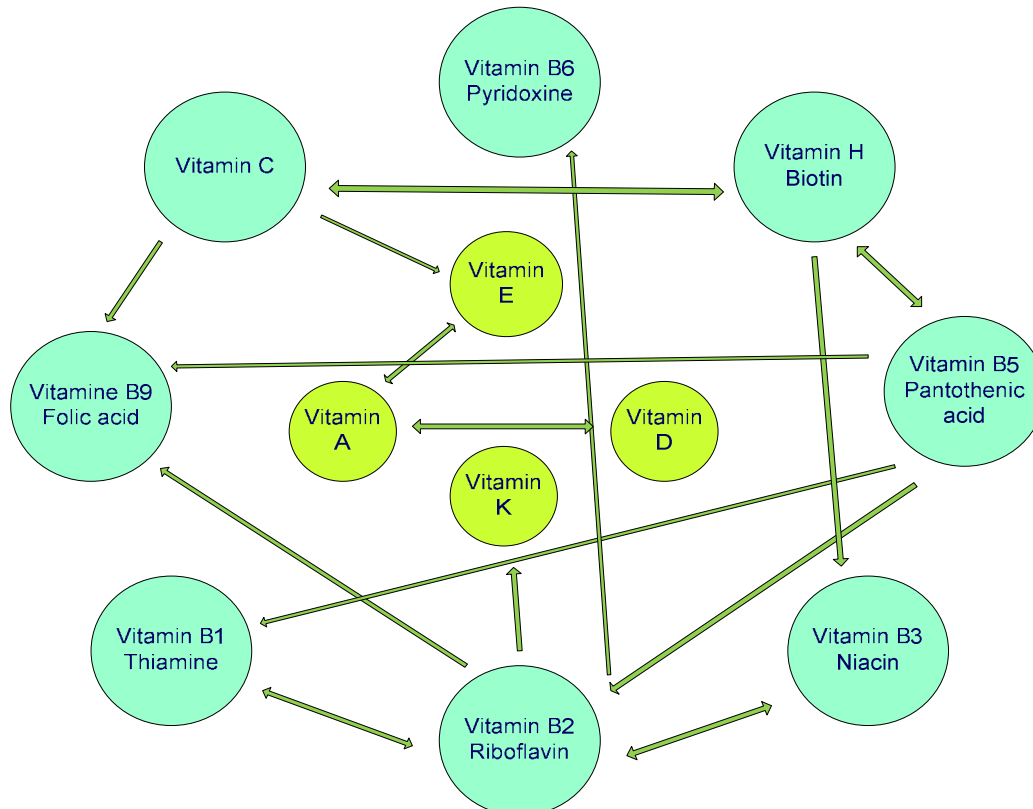 Vitamin B6
Pyridoxine
Vitamin C
Vitamin H
Biotin
Vitamin
E
Vitamine B9
Folic acid
Vitamin
A
Vitamin
D
Vitamin B5
Pantothenic
acid
Vitamin
K
Vitamin B1
Thiamine
Vitamin B2
Riboflavin
Vitamin B3
Niacin